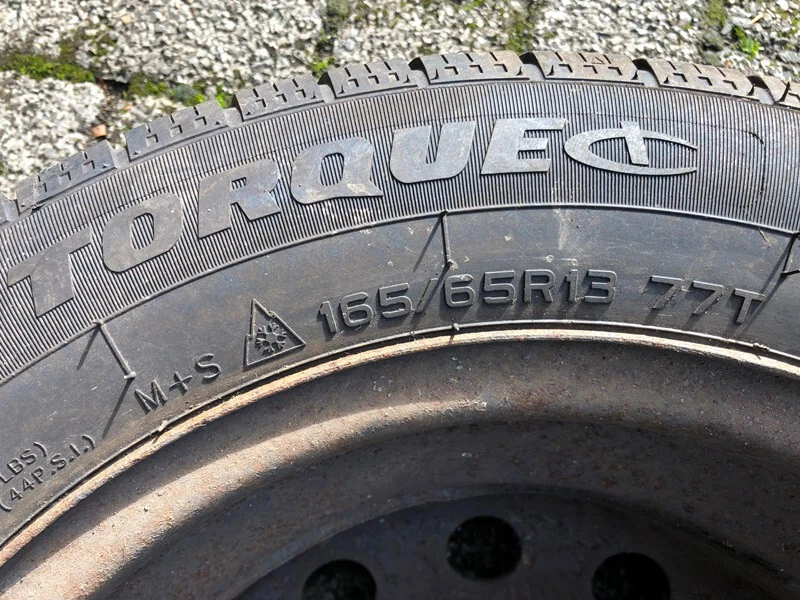 TORQUE
M+S 165/65R13 77T
LBS)
(44P.S.I.)